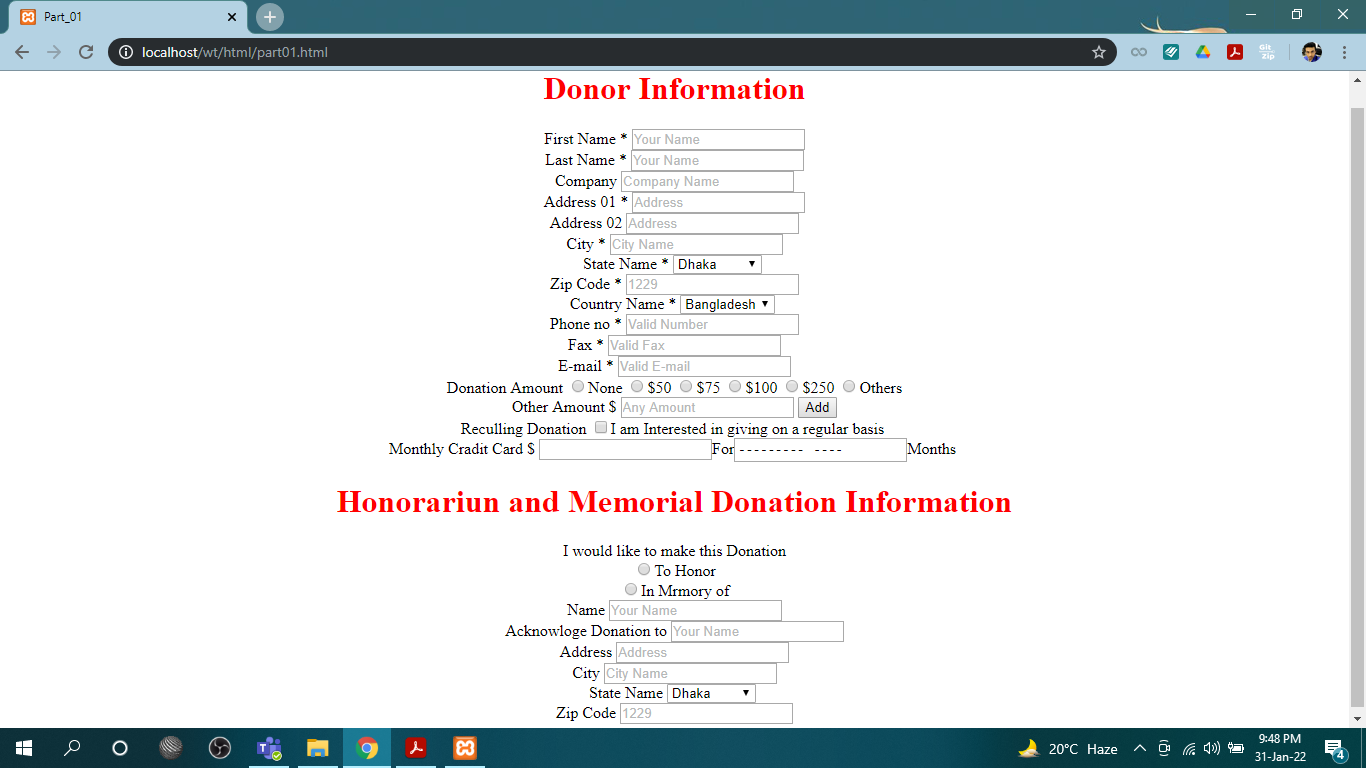 Part_01
localhost/wt/html/part01.html
Git
Zip
Donor Information
First Name * Your Name
Last Name * Your Name
Company Company Name
Address 01 * Address
Address 02 Address
City * City Name
State Name * Dhaka
Zip Code * 1229
Country Name * Bangladesh
Phone no * Valid Number
Fax * Valid Fax
E-mail * Valid E-mail
Donation Amount None $50 $75 $100 $250 Others
Other Amount $ Any Amount Add
Reculling Donation I am Interested in giving on a regular basis
Monthly Cradit Card $ For --------- ---- Months
Honorariun and Memorial Donation Information
I would like to make this Donation
To Honor
In Mrmory of
Name Your Name
Acknowloge Donation to Your Name
Address Address
City City Name
State Name Dhaka
Zip Code 1229
20°C Haze
9:48 PM
31-Jan-22
4